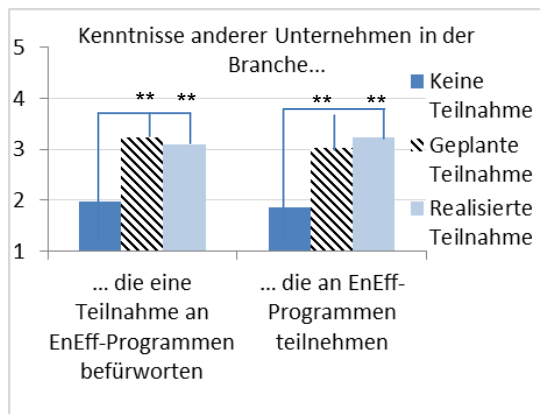 Kenntnisse anderer Unternehmen in der
Branche...
5
4
3
2
1
** **
** **
Keine
Teilnahme
Geplante
Teilnahme
Realisierte
Teilnahme
... die eine
Teilnahme an
EnEff-Programmen
befürworten
... die an EnEff-
Programmen
teilnehmen